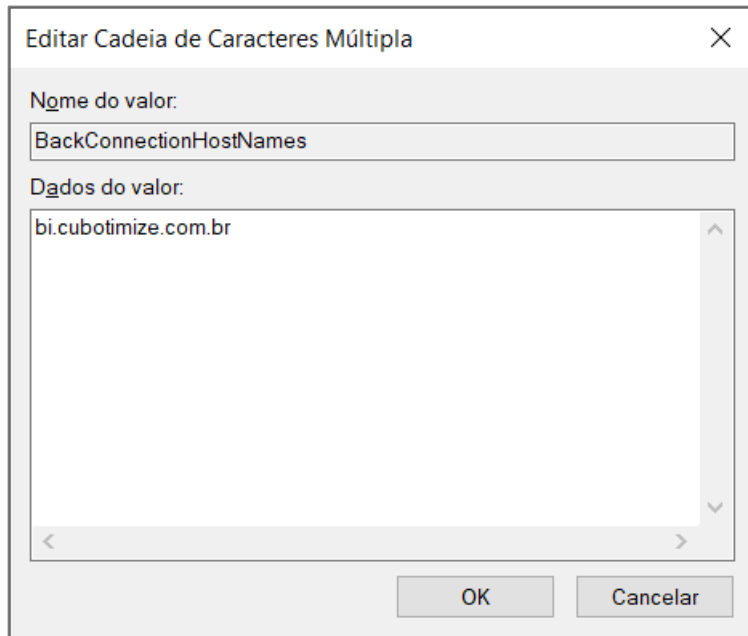 Editar Cadeia de Caracteres Múltipla
Nome do valor:
BackConnectionHostNames
Dados do valor:
bi.cubotimize.com.br
OK
Cancelar